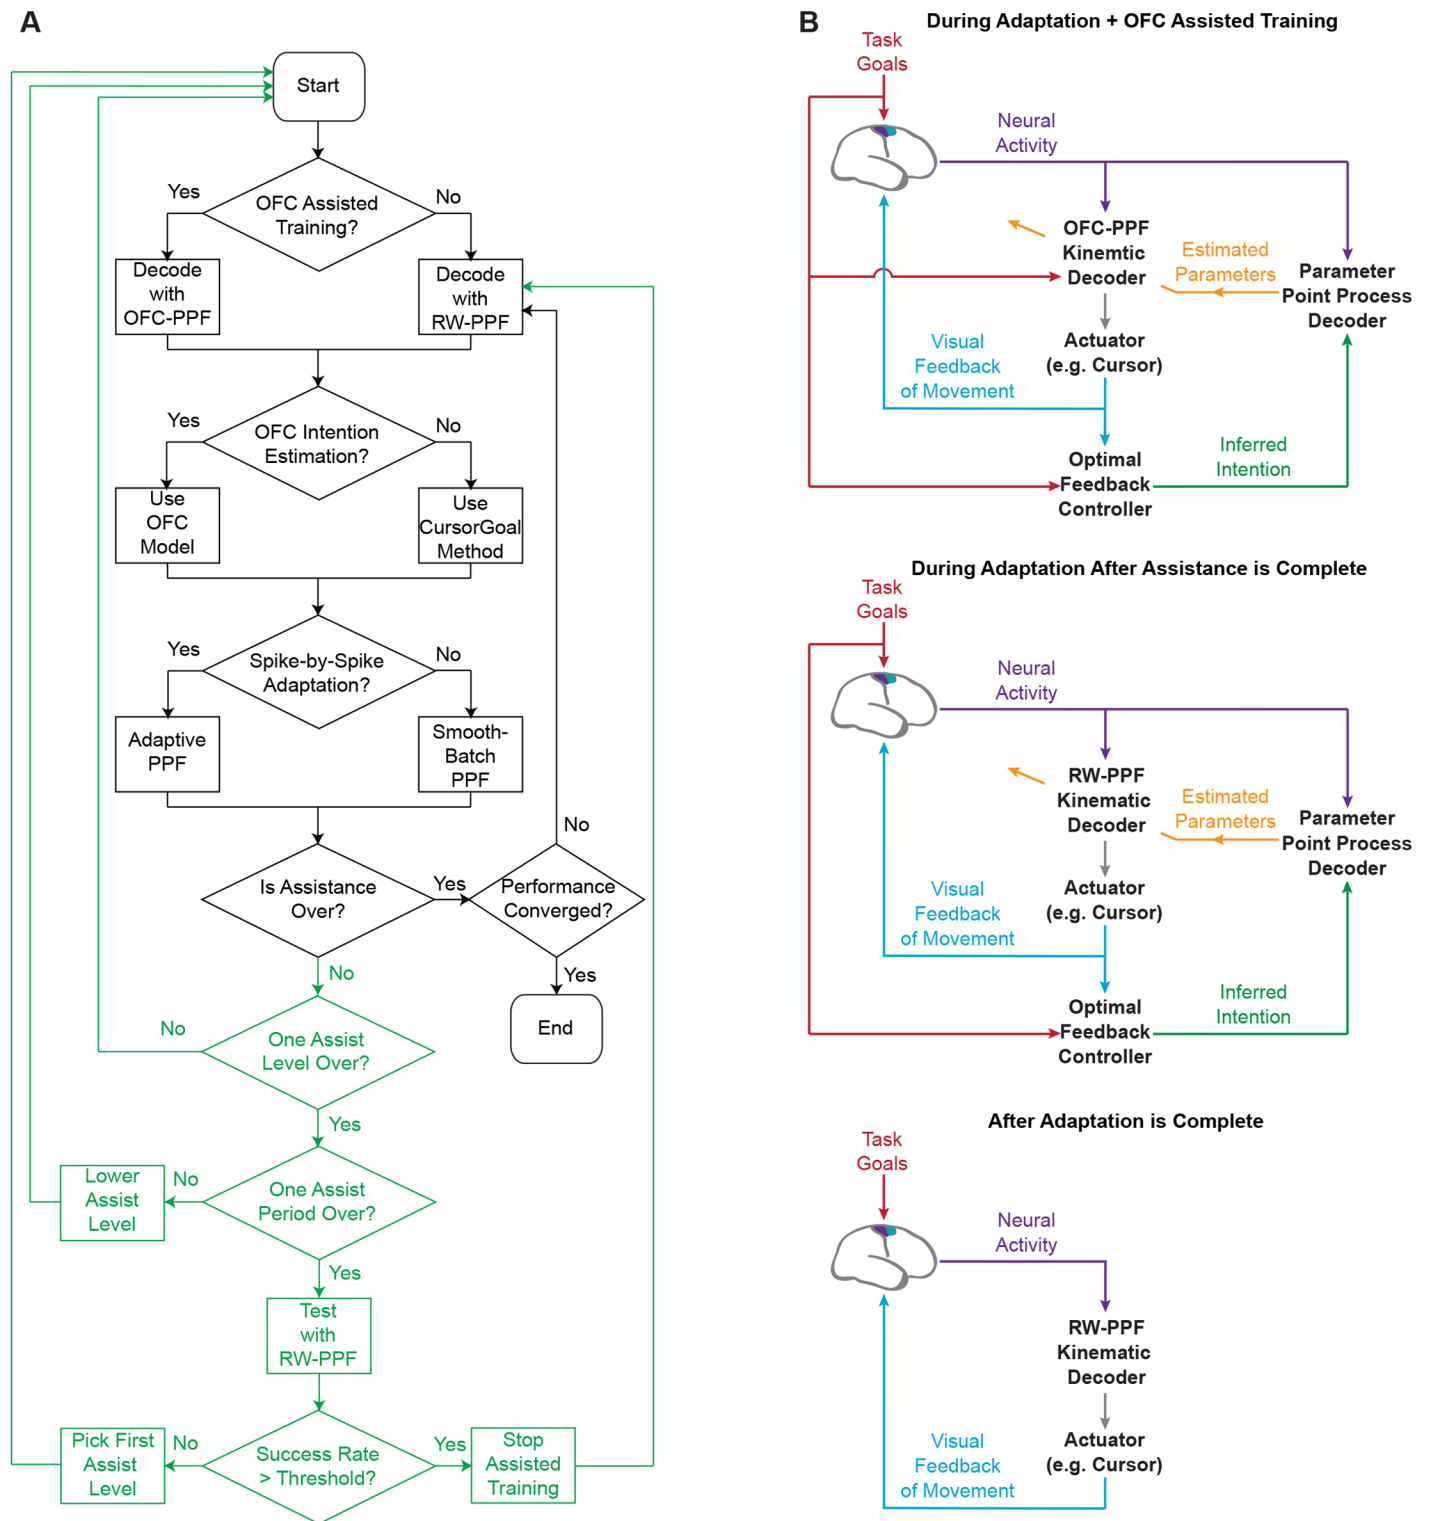 A
Start
Yes
No
OFC Assisted
Training?
Decode
with
OFC-PPF
Decode
with
RW-PPF
Yes
No
OFC Intention
Estimation?
Use
OFC
Model
Use
CursorGoal
Method
Yes
No
Spike-by-Spike
Adaptation?
Adaptive
PPF
Smooth-
Batch
PPF
No
Is Assistance
Over?
Yes
Performance
Converged?
No
Yes
End
No
One Assist
Level Over?
Yes
Lower
Assist
Level
No
One Assist
Period Over?
Yes
Test
with
RW-PPF
Pick First
Assist
Level
No
Success Rate
> Threshold?
Yes
Stop
Assisted
Training
B
During Adaptation + OFC Assisted Training
Task
Goals
Neural
Activity
OFC-PPF
Kinemtic
Decoder
Estimated
Parameters
Parameter
Point Process
Decoder
Actuator
(e.g. Cursor)
Visual
Feedback
of Movement
Optimal
Feedback
Controller
Inferred
Intention
During Adaptation After Assistance is Complete
Task
Goals
Neural
Activity
RW-PPF
Kinematic
Decoder
Estimated
Parameters
Parameter
Point Process
Decoder
Actuator
(e.g. Cursor)
Visual
Feedback
of Movement
Optimal
Feedback
Controller
Inferred
Intention
After Adaptation is Complete
Task
Goals
Neural
Activity
RW-PPF
Kinematic
Decoder
Actuator
(e.g. Cursor)
Visual
Feedback
of Movement